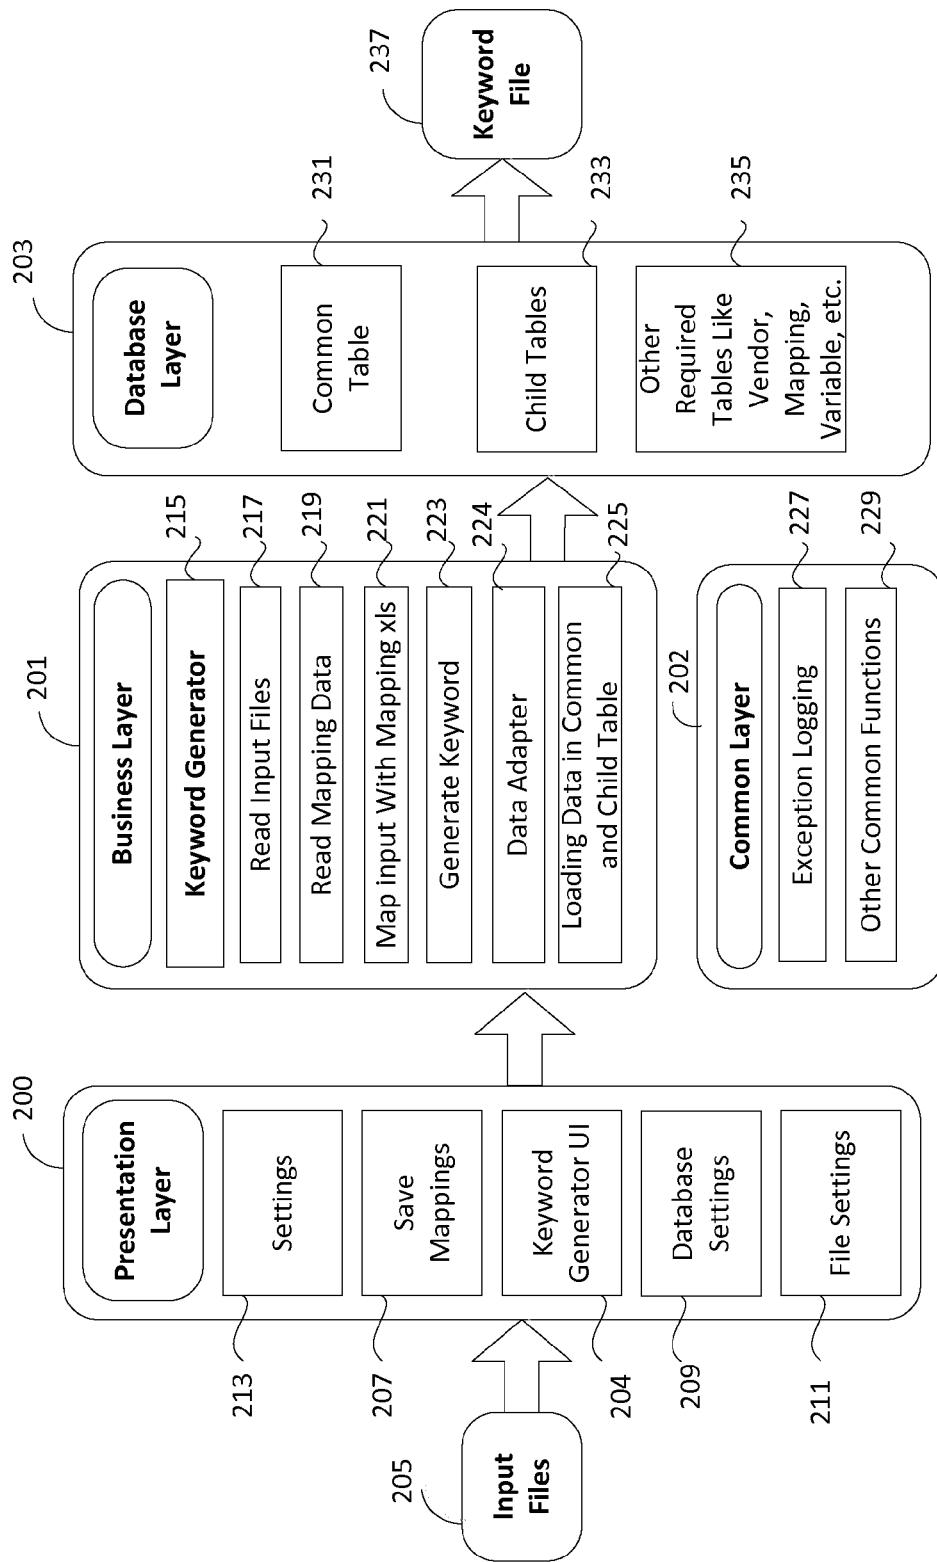 205
Input
Files
200
Presentation
Layer
213
Settings
207
Save
Mappings
204
Keyword
Generator UI
209
Database
Settings
211
File Settings
201
Business Layer
215
Keyword Generator
217
Read Input Files
219
Read Mapping Data
221
Map input With Mapping xls
223
Generate Keyword
224
Data Adapter
225
Loading Data in Common
and Child Table
202
Common Layer
227
Exception Logging
229
Other Common Functions
203
Database
Layer
231
Common
Table
233
Child Tables
235
Other
Required
Tables Like
Vendor,
Mapping,
Variable, etc.
237
Keyword
File